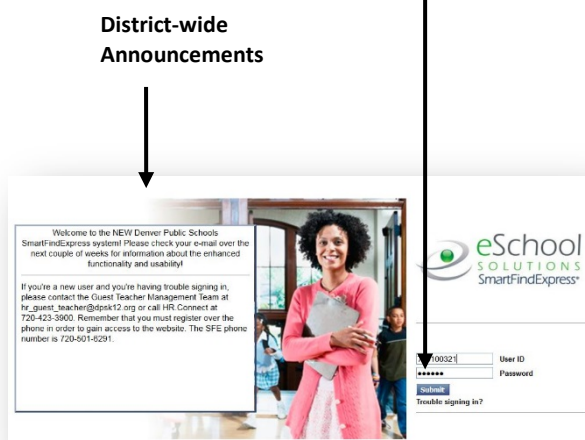 District-wide
Announcements
Welcome to the NEW Denver Public Schools
SmartFindExpress system! Please check your e-mail over the
next couple of weeks for information about the enhanced
functionality and usability!
If you're a new user and you're having trouble signing in,
please contact the Guest Teacher Management Team at
hr_guest_teacher@dpsk12.org or call HR.Connect at
720-423-3900. Remember that you must register over the
phone in order to gain access to the website. The SFE phone
number is 720-501-6291.
eSchool
SOLUTIONS
SmartFindExpress
User ID
Password
Submit
Trouble signing in?